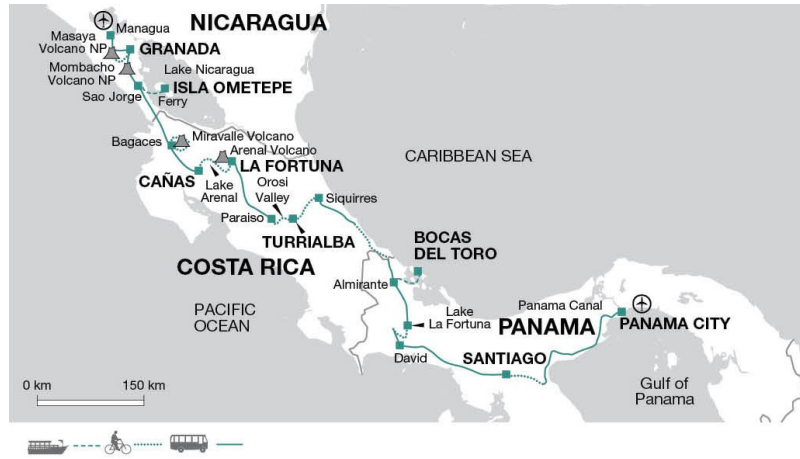 NICARAGUA
Managua
Masaya
Volcano NP
GRANADA
Mombacho
Volcano NP
Lake Nicaragua
ISLA OMETEPE
Sao Jorge
Ferry
Bagaces
Miravalle Volcano
Arenal Volcano
LA FORTUNA
CAÑAS
Lake
Arenal
Orosi
Valley
Siquirres
Paraiso
TURRIALBA
COSTA RICA
CARIBBEAN SEA
BOCAS
DEL TORO
Almirante
PACIFIC
OCEAN
Lake
La Fortuna
Panama Canal
PANAMA
PANAMA CITY
David
SANTIAGO
Gulf of
Panama
0 km
150 km